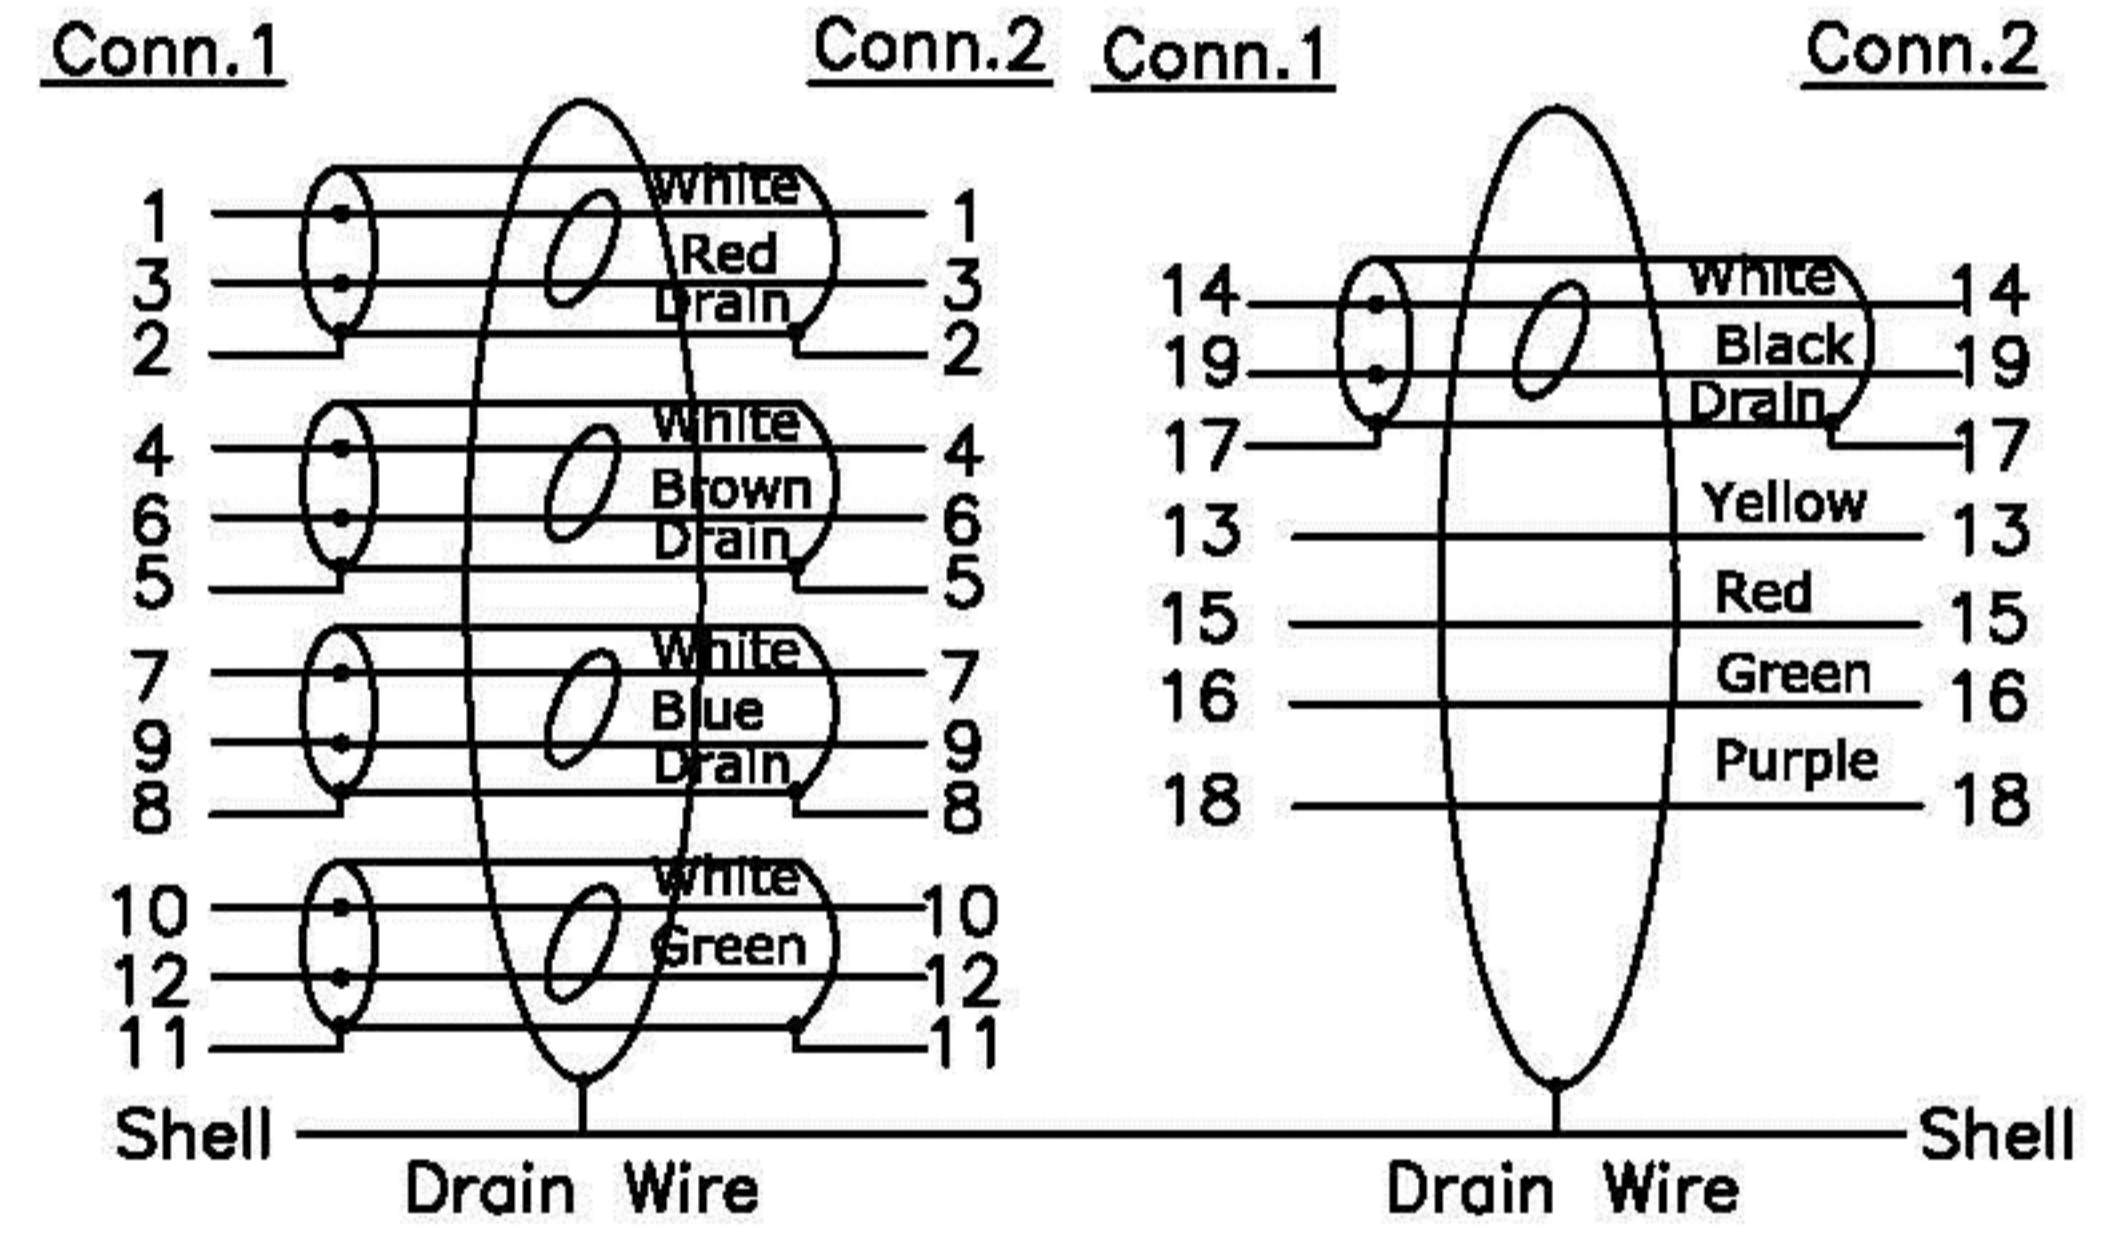 Conn.1 Conn.2 Conn.1 Conn.2
1 White 1
3 Red 3
Drain
2 2
4 White 4
6 Brown 6
Drain
5 5
7 White 7
9 Blue 9
Drain
8 8
10 White 10
12 Green 12
11 11
14 White 14
19 Black 19
Drain
17 17
13 Yellow 13
15 Red 15
16 Green 16
18 Purple 18
Shell Shell
Drain Wire Drain Wire